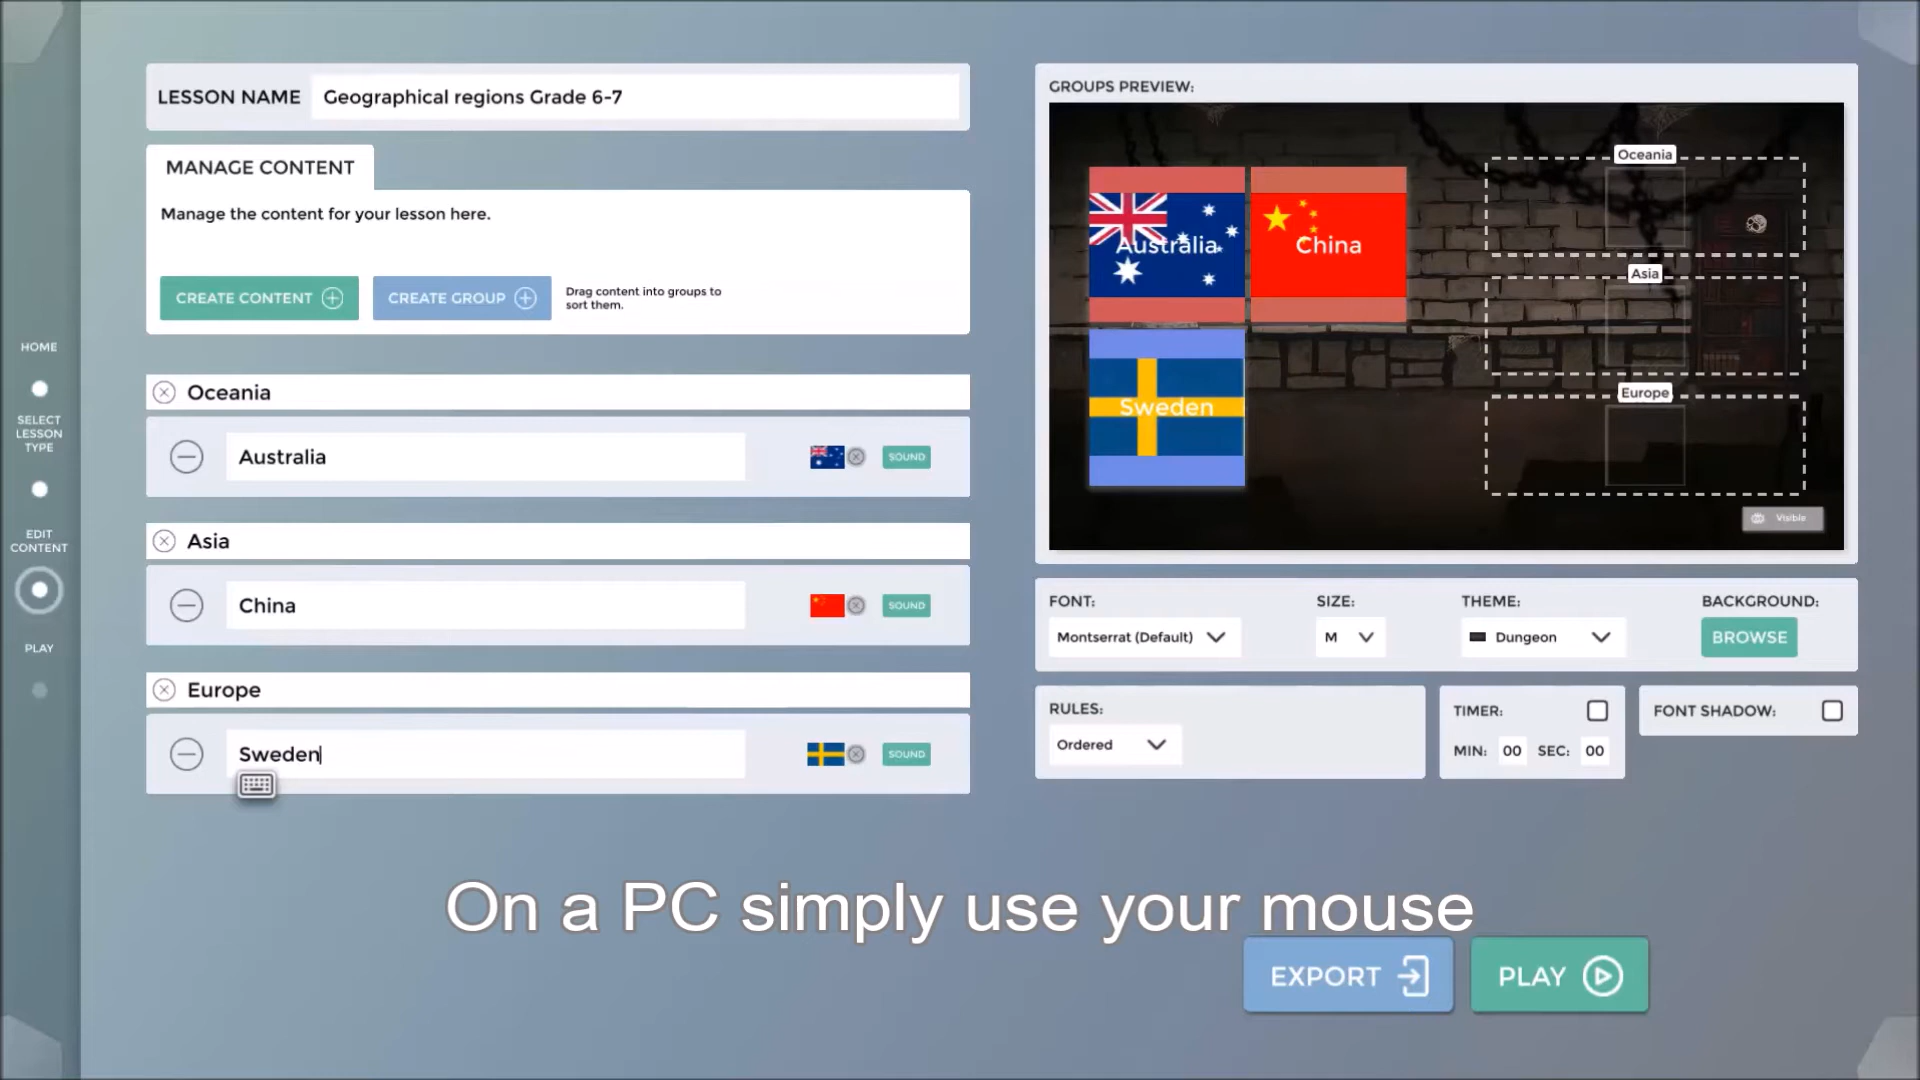 LESSON NAME
Geographical regions Grade 6-7
MANAGE CONTENT
Manage the content for your lesson here.
CREATE CONTENT
CREATE GROUP
Drag content into groups to
sort them.
HOME
SELECT
LESSON
TYPE
EDIT
CONTENT
PLAY
Oceania
Australia
SOUND
Asia
China
SOUND
Europe
Sweden
SOUND
GROUPS PREVIEW:
Australia
China
Sweden
Oceania
Asia
Europe
Visible
FONT:
Montserrat (Default)
SIZE:
M
THEME:
Dungeon
BACKGROUND:
BROWSE
RULES:
Ordered
TIMER:
MIN: 00 SEC: 00
FONT SHADOW:
On a PC simply use your mouse
EXPORT
PLAY